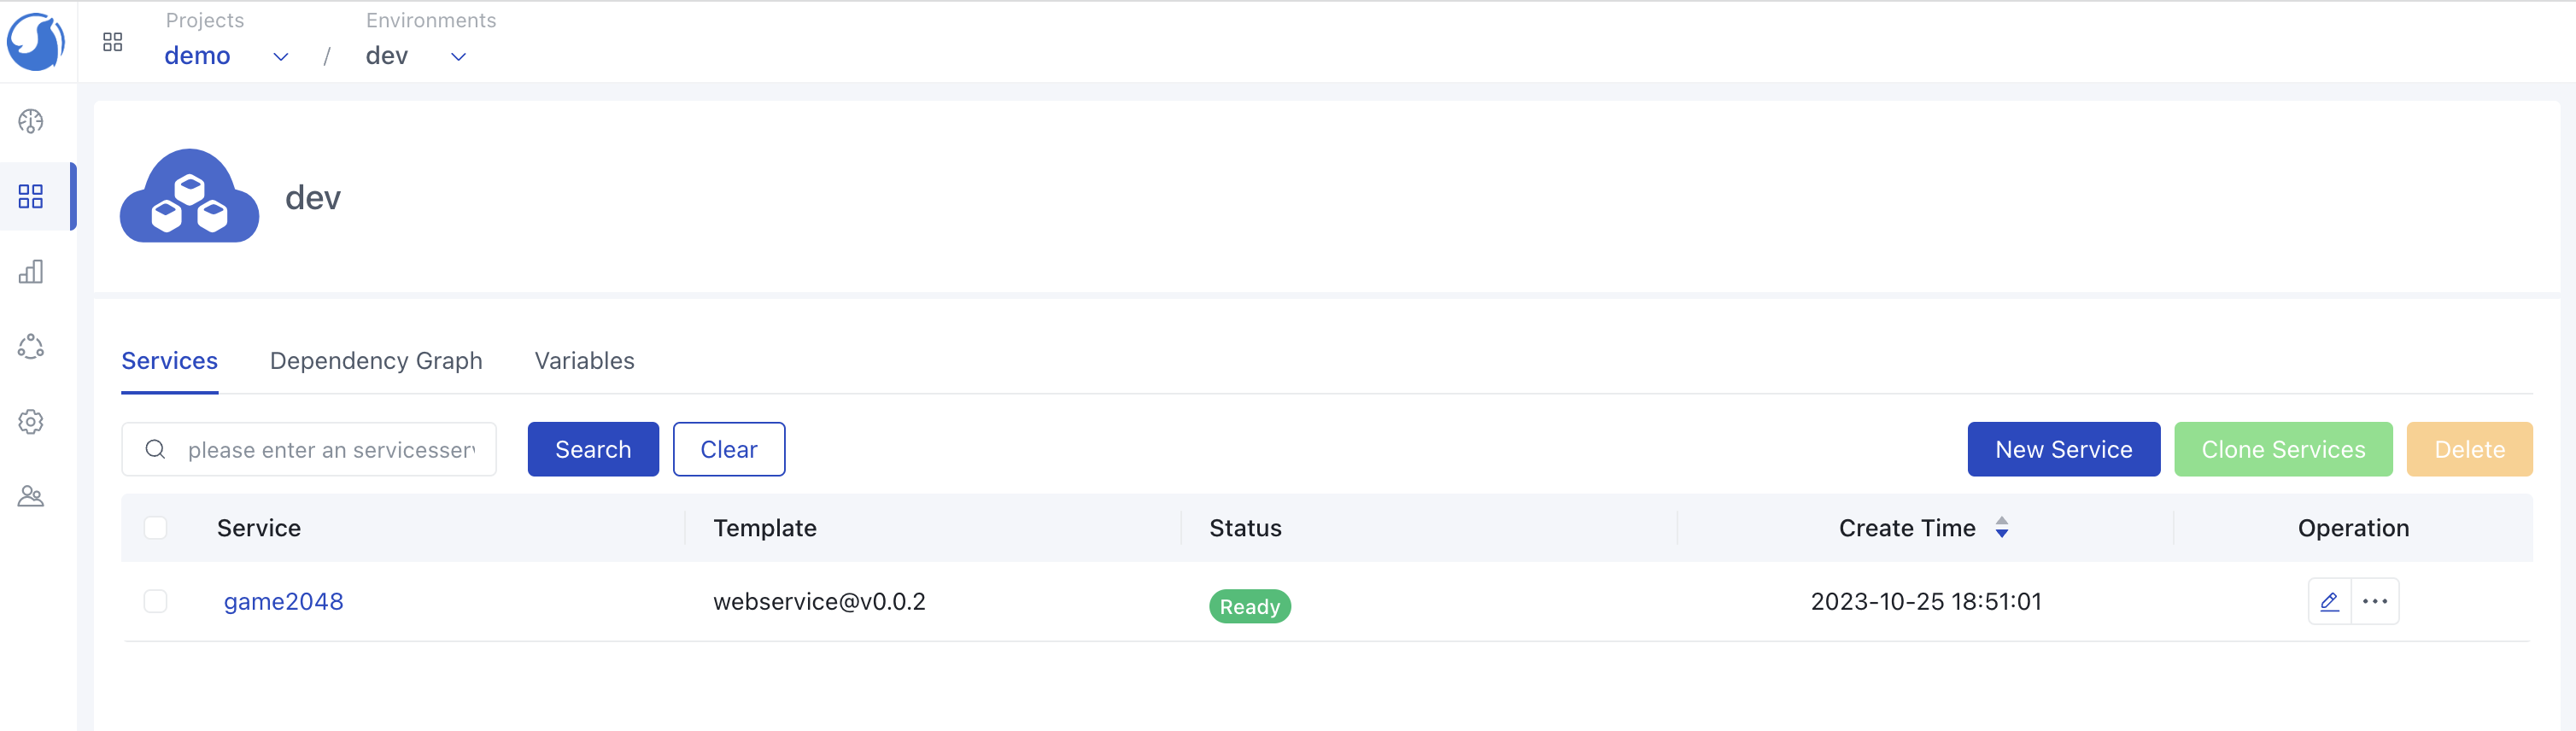 Projects Environments
demo / dev
dev
Services Dependency Graph Variables
please enter an servicesser Search Clear New Service Clone Services Delete
Service Template Status Create Time Operation
game2048 webservice@v0.0.2 Ready 2023-10-25 18:51:01